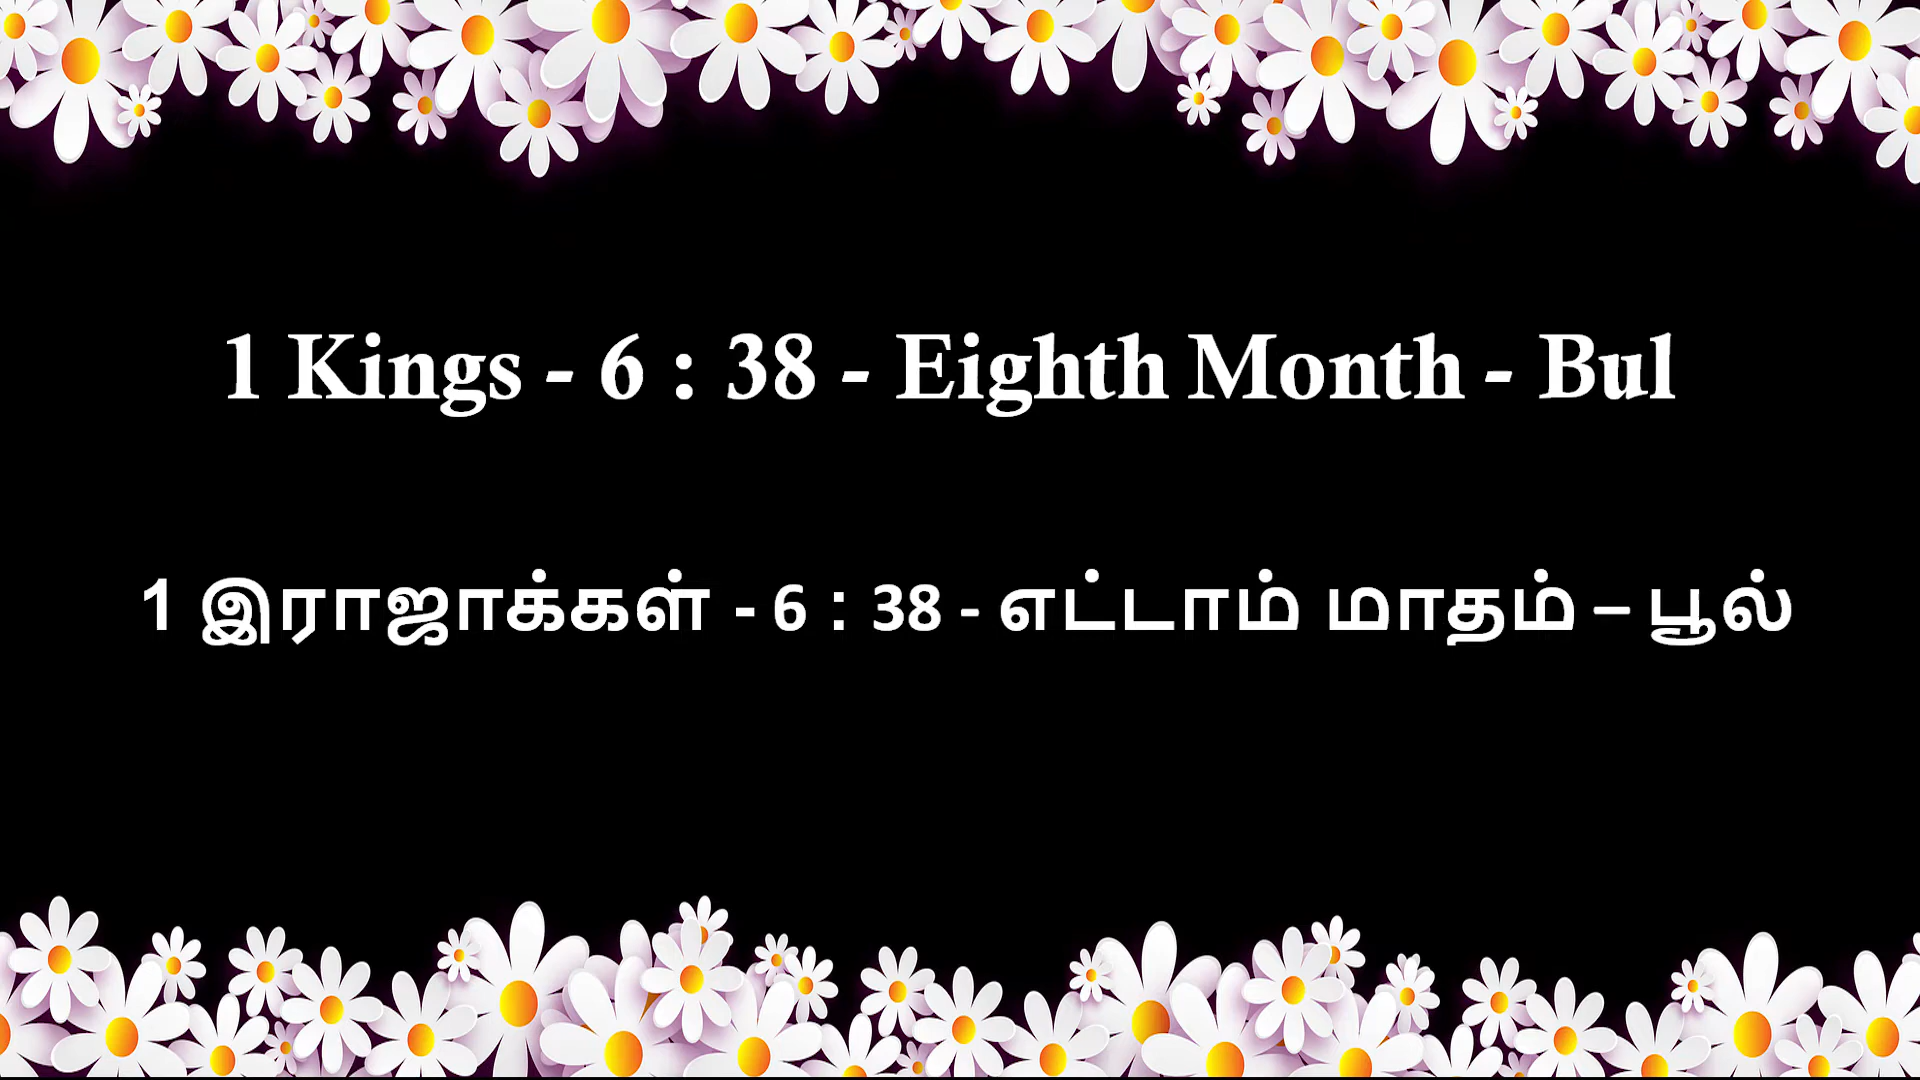 1 Kings - 6 : 38 - Eighth Month - Bul
1 இராஜாக்கள் - 6 : 38 - எட்டாம் மாதம் – பூல்